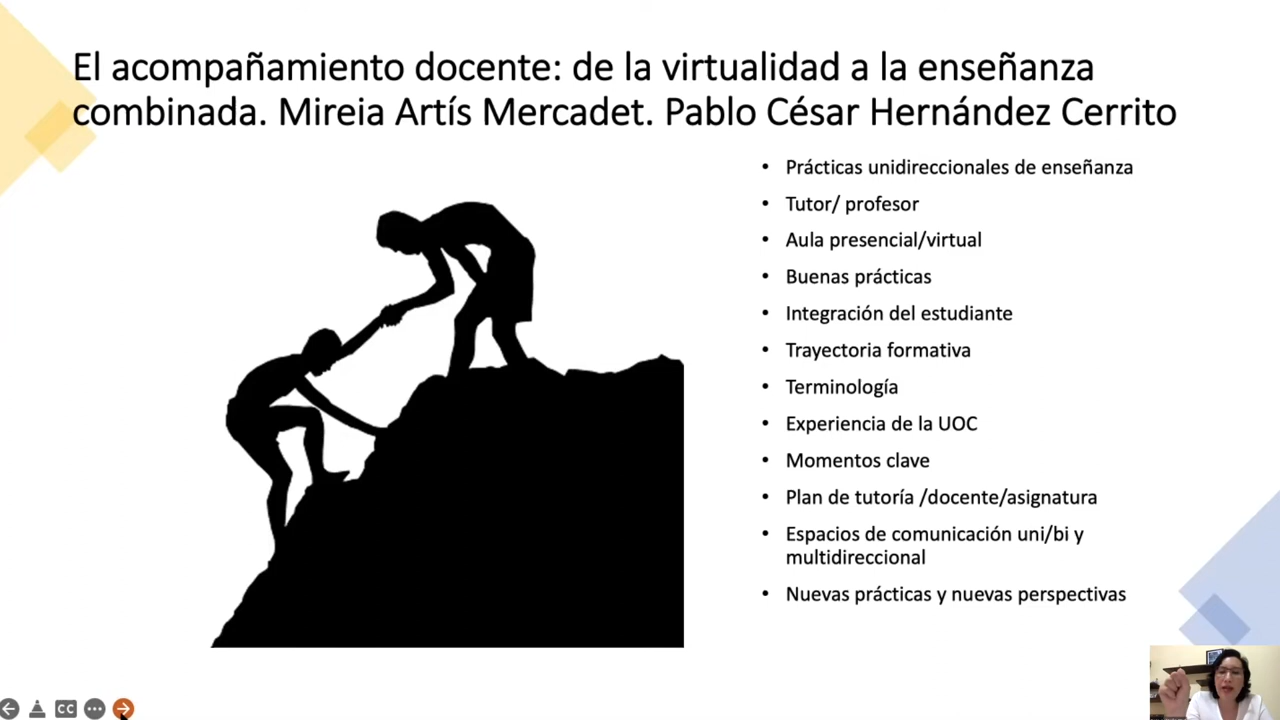 El acompañamiento docente: de la virtualidad a la enseñanza
combinada. Mireia Artís Mercadet. Pablo César Hernández Cerrito
• Prácticas unidireccionales de enseñanza
• Tutor/ profesor
• Aula presencial/virtual
• Buenas prácticas
• Integración del estudiante
• Trayectoria formativa
• Terminología
• Experiencia de la UOC
• Momentos clave
• Plan de tutoría /docente/asignatura
• Espacios de comunicación uni/bi y
multidireccional
• Nuevas prácticas y nuevas perspectivas
CC